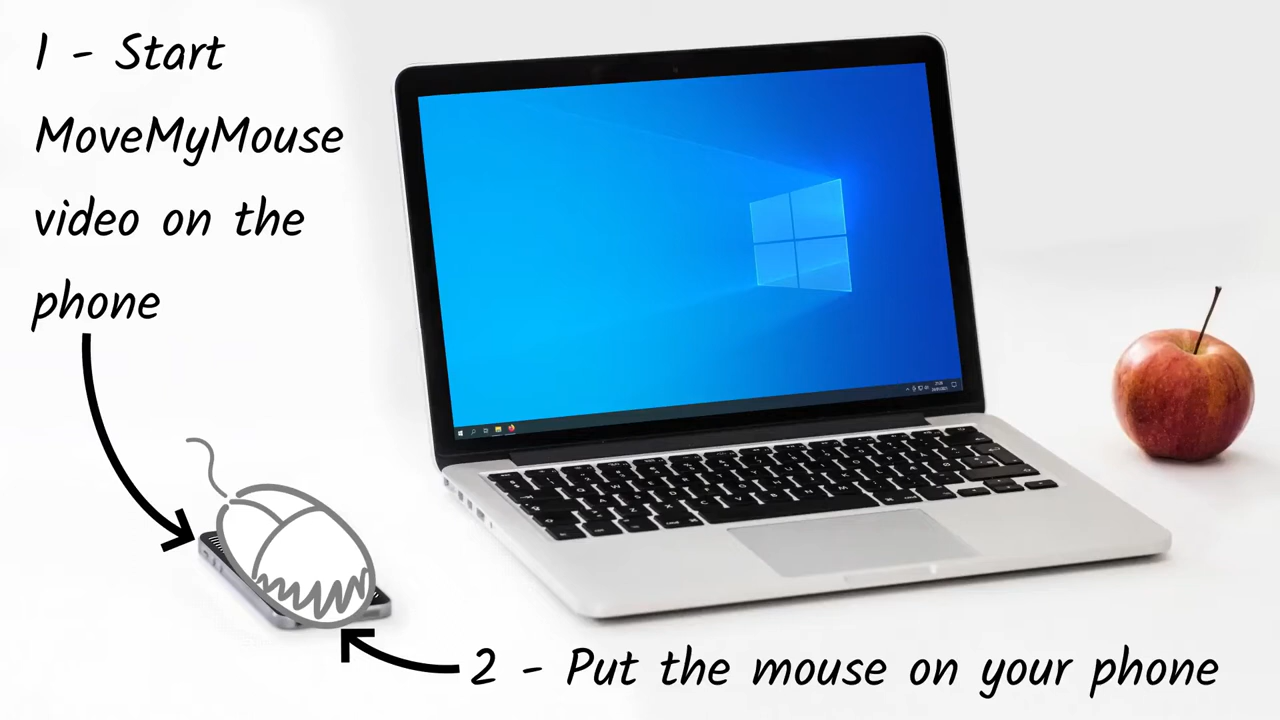 1 - Start
MoveMyMouse
video on the
phone
2 - Put the mouse on your phone